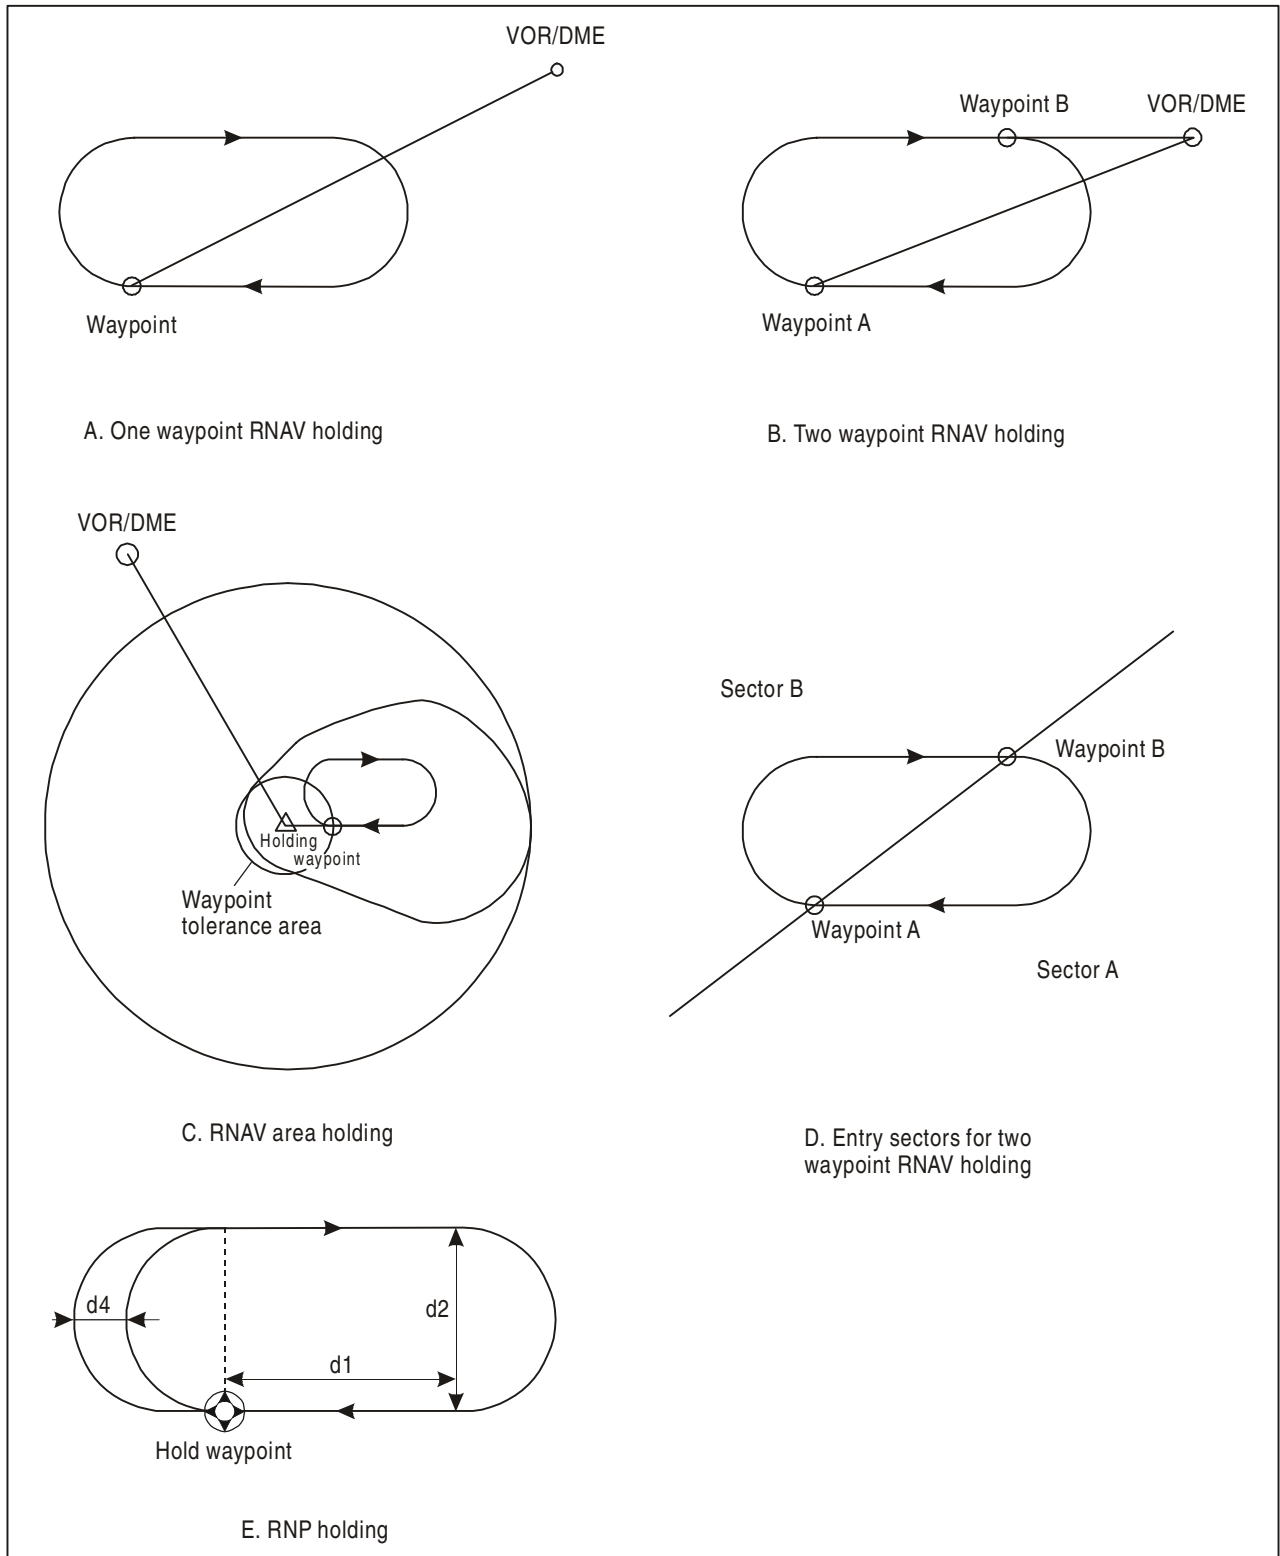 VOR/DME
Waypoint
A. One waypoint RNAV holding
Waypoint B
VOR/DME
Waypoint A
B. Two waypoint RNAV holding
VOR/DME
Holding
waypoint
Waypoint
tolerance area
C. RNAV area holding
Sector B
Waypoint B
Waypoint A
Sector A
D. Entry sectors for two
waypoint RNAV holding
d4
d2
d1
Hold waypoint
E. RNP holding